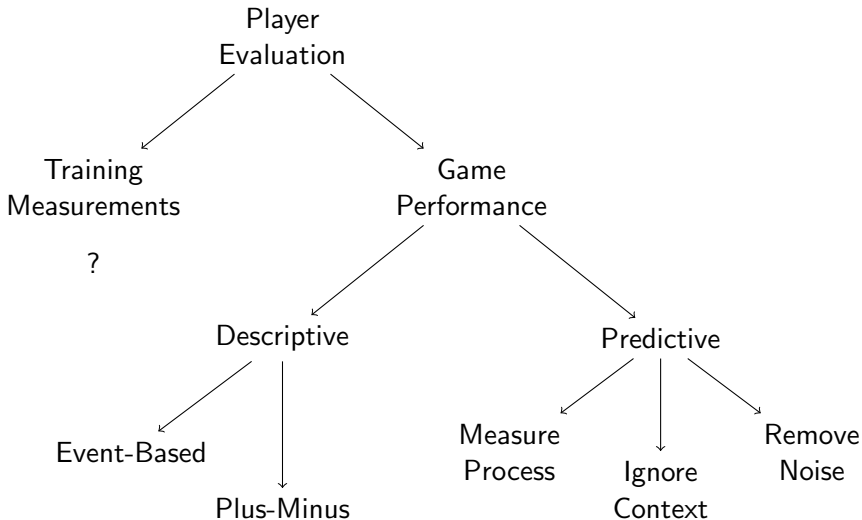 Player
Evaluation
Training
Measurements
Game
Performance
?
Descriptive
Predictive
Event-Based
Plus-Minus
Measure
Process
Ignore
Context
Remove
Noise